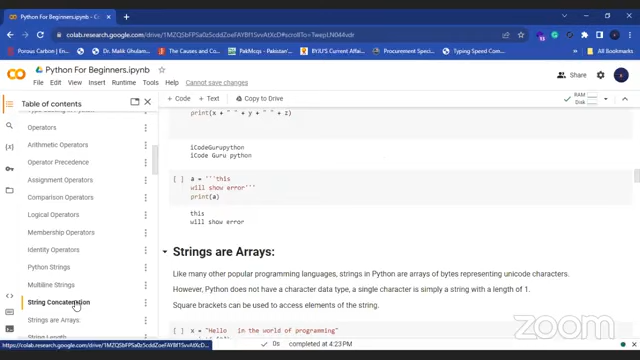 Python For Beginners.ipynb - Co
colab.research.google.com/drive/1MZQSbFPSa0ydZoeFATXCl5svvAtXcD#scrollTo=TwepL10N44vdr
Porus Carbon | Gmail
Dr. Malik Ghulam...
The Causes and Co...
PakMcqs - Pakistan...
BYJU'S Current Affa...
Procurement Speci...
Typing Speed Com...
All Bookmarks
Python For Beginners.ipynb
File Edit View Insert Runtime Tools Help Cannot save changes
Share
Table of contents
+ Code + Text Copy to Drive
RAM
Disk
Operators
Arithmetic Operators
Operator Precedence
Assignment Operators
Comparison Operators
Logical Operators
Membership Operators
Identity Operators
Python Strings
Multiline Strings
String Concatenation
Strings are Arrays:
String Length
print(x + " " + y + " " + z)
iCodeGurupython
iCode Guru python
[ ] a = '''this
will show error'''
print(a)
this
will show error
Strings are Arrays:
Like many other popular programming languages, strings in Python are arrays of bytes representing unicode characters.
However, Python does not have a character data type, a single character is simply a string with a length of 1.
Square brackets can be used to access elements of the string.
[ ] x = "Hello in the world of programming"
0s completed at 4:23 PM
zoom